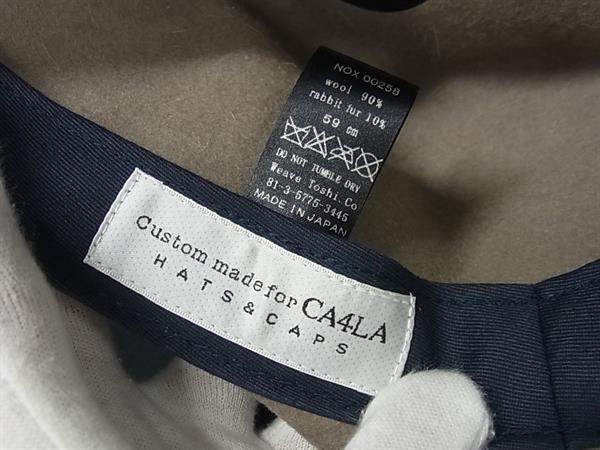 NOX 00258
wool 90%
rabbit fur 10%
59 cm
DO NOT TUMBLE DRY
Weave Toshi.Co
81-3-5775-3445
MADE IN JAPAN
Custom made for CA4LA
HATS & CAPS